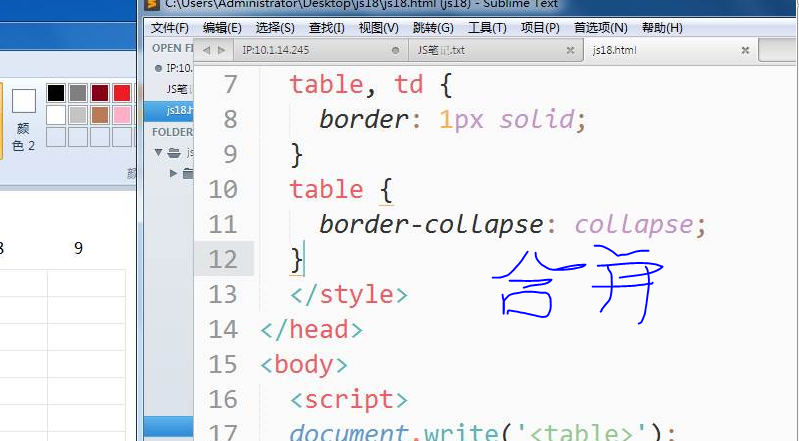 C:\Users\Administrator\Desktop\js18\js18.html (js18) - Sublime Text
文件(F) 编辑(E) 选择(S) 查找(I) 视图(V) 跳转(G) 工具(T) 项目(P) 首选项(N) 帮助(H)
OPEN FI
IP:10.1.14.245
JS笔记.txt
js18.html
IP:10.
JS笔i
js18.h
FOLDER
js
颜
色 2
颜
9
7 table, td {
8 border: 1px solid;
9 }
10 table {
11 border-collapse: collapse;
12 }
13 </style>
14 </head>
15 <body>
16 <script>
17 document.write('<table>');
合并